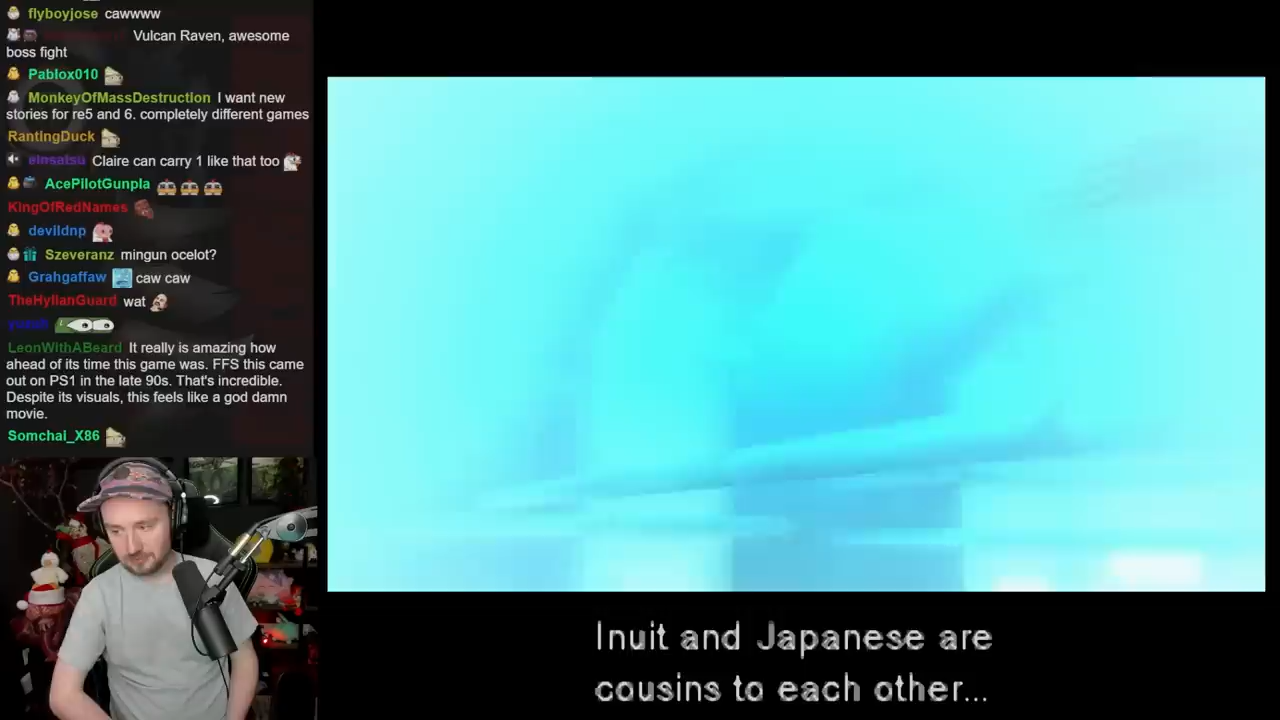 flyboyjose cawwww
Vulcan Raven, awesome
boss fight
Pablox010
MonkeyOfMassDestruction I want new
stories for re5 and 6. completely different games
RantingDuck
einsatsu Claire can carry 1 like that too
AcePilotGunpla
KingOfRedNames
devildnp
Szeveranz mingun ocelot?
Grahgaffaw caw caw
TheHylianGuard wat
LeonWithABeard It really is amazing how
ahead of its time this game was. FFS this came
out on PS1 in the late 90s. That's incredible.
Despite its visuals, this feels like a god damn
movie.
Somchai_X86
Inuit and Japanese are
cousins to each other...